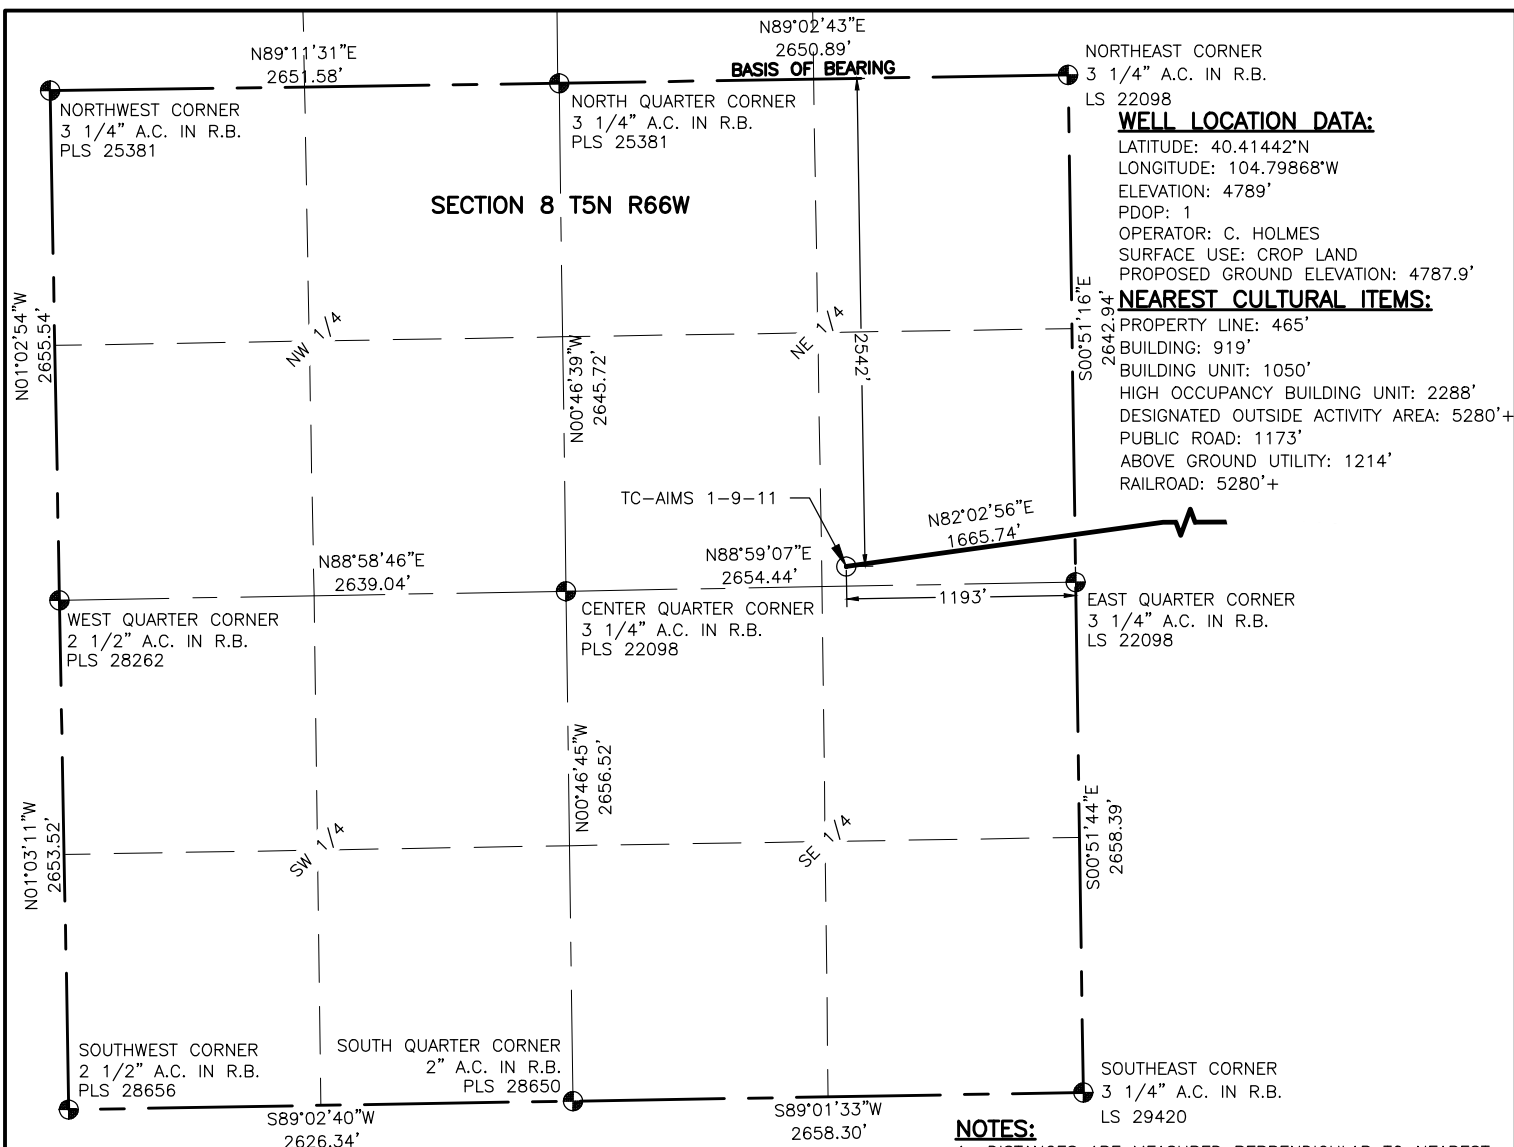 N89°11'31"E
2651.58'
N89°02'43"E
2650.89'
BASIS OF BEARING
NORTHEAST CORNER
3 1/4" A.C. IN R.B.
LS 22098
NORTHWEST CORNER
3 1/4" A.C. IN R.B.
PLS 25381
NORTH QUARTER CORNER
3 1/4" A.C. IN R.B.
PLS 25381
SECTION 8 T5N R66W
WELL LOCATION DATA:
LATITUDE: 40.41442°N
LONGITUDE: 104.79868°W
ELEVATION: 4789'
PDOP: 1
OPERATOR: C. HOLMES
SURFACE USE: CROP LAND
PROPOSED GROUND ELEVATION: 4787.9'
NEAREST CULTURAL ITEMS:
PROPERTY LINE: 465'
BUILDING: 919'
BUILDING UNIT: 1050'
HIGH OCCUPANCY BUILDING UNIT: 2288'
DESIGNATED OUTSIDE ACTIVITY AREA: 5280'+
PUBLIC ROAD: 1173'
ABOVE GROUND UTILITY: 1214'
RAILROAD: 5280'+
N01°02'54"W
2655.54'
NW 1/4
N00°46'39"W
2645.72'
NE 1/4
2542'
S00°51'16"E
2642.94'
TC-AIMS 1-9-11
N82°02'56"E
1665.74'
N88°58'46"E
2639.04'
N88°59'07"E
2654.44'
1193'
WEST QUARTER CORNER
2 1/2" A.C. IN R.B.
PLS 28262
CENTER QUARTER CORNER
3 1/4" A.C. IN R.B.
PLS 22098
EAST QUARTER CORNER
3 1/4" A.C. IN R.B.
LS 22098
N01°03'11"W
2653.52'
SW 1/4
N00°46'45"W
2656.52'
SE 1/4
S00°51'44"E
2658.39'
SOUTHWEST CORNER
2 1/2" A.C. IN R.B.
PLS 28656
SOUTH QUARTER CORNER
2" A.C. IN R.B.
PLS 28650
SOUTHEAST CORNER
3 1/4" A.C. IN R.B.
LS 29420
S89°02'40"W
2626.34'
S89°01'33"W
2658.30'
NOTES:
DISTANCES ARE MEASURED PERPENDICULAR TO NEAREST